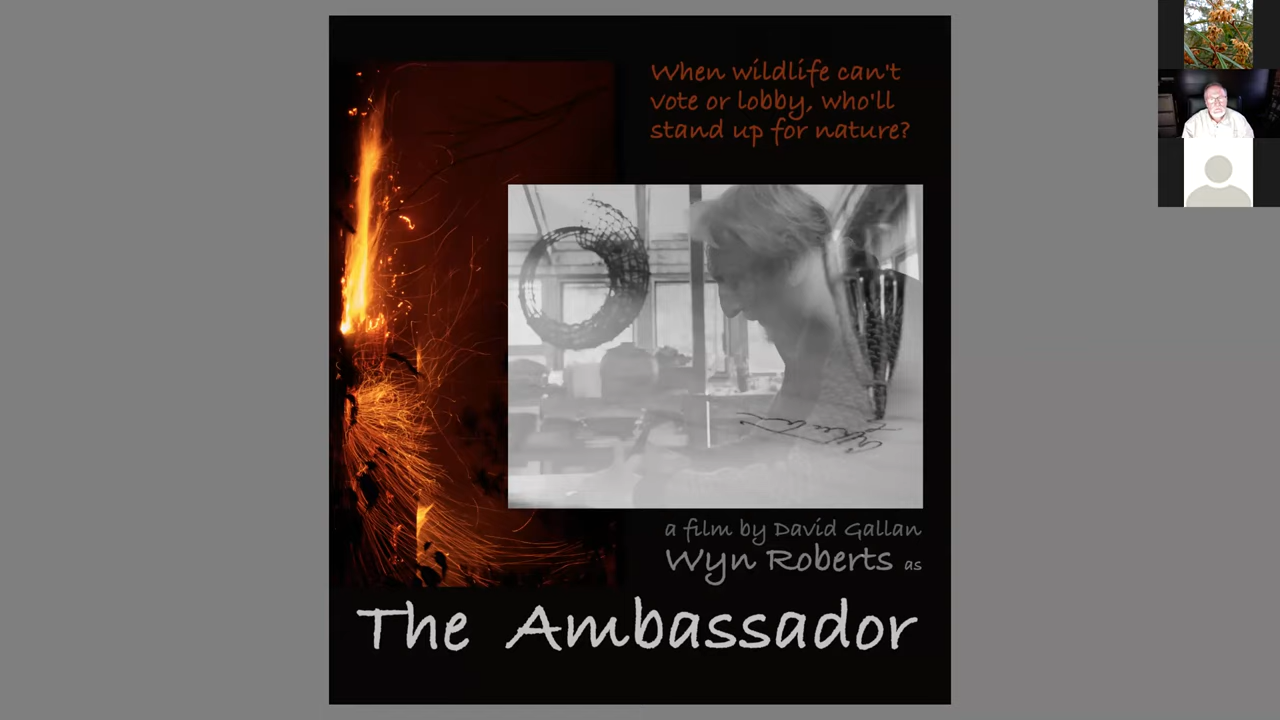 When wildlife can't
vote or lobby, who'll
stand up for nature?
a film by David Gallan
Wyn Roberts as
The Ambassador